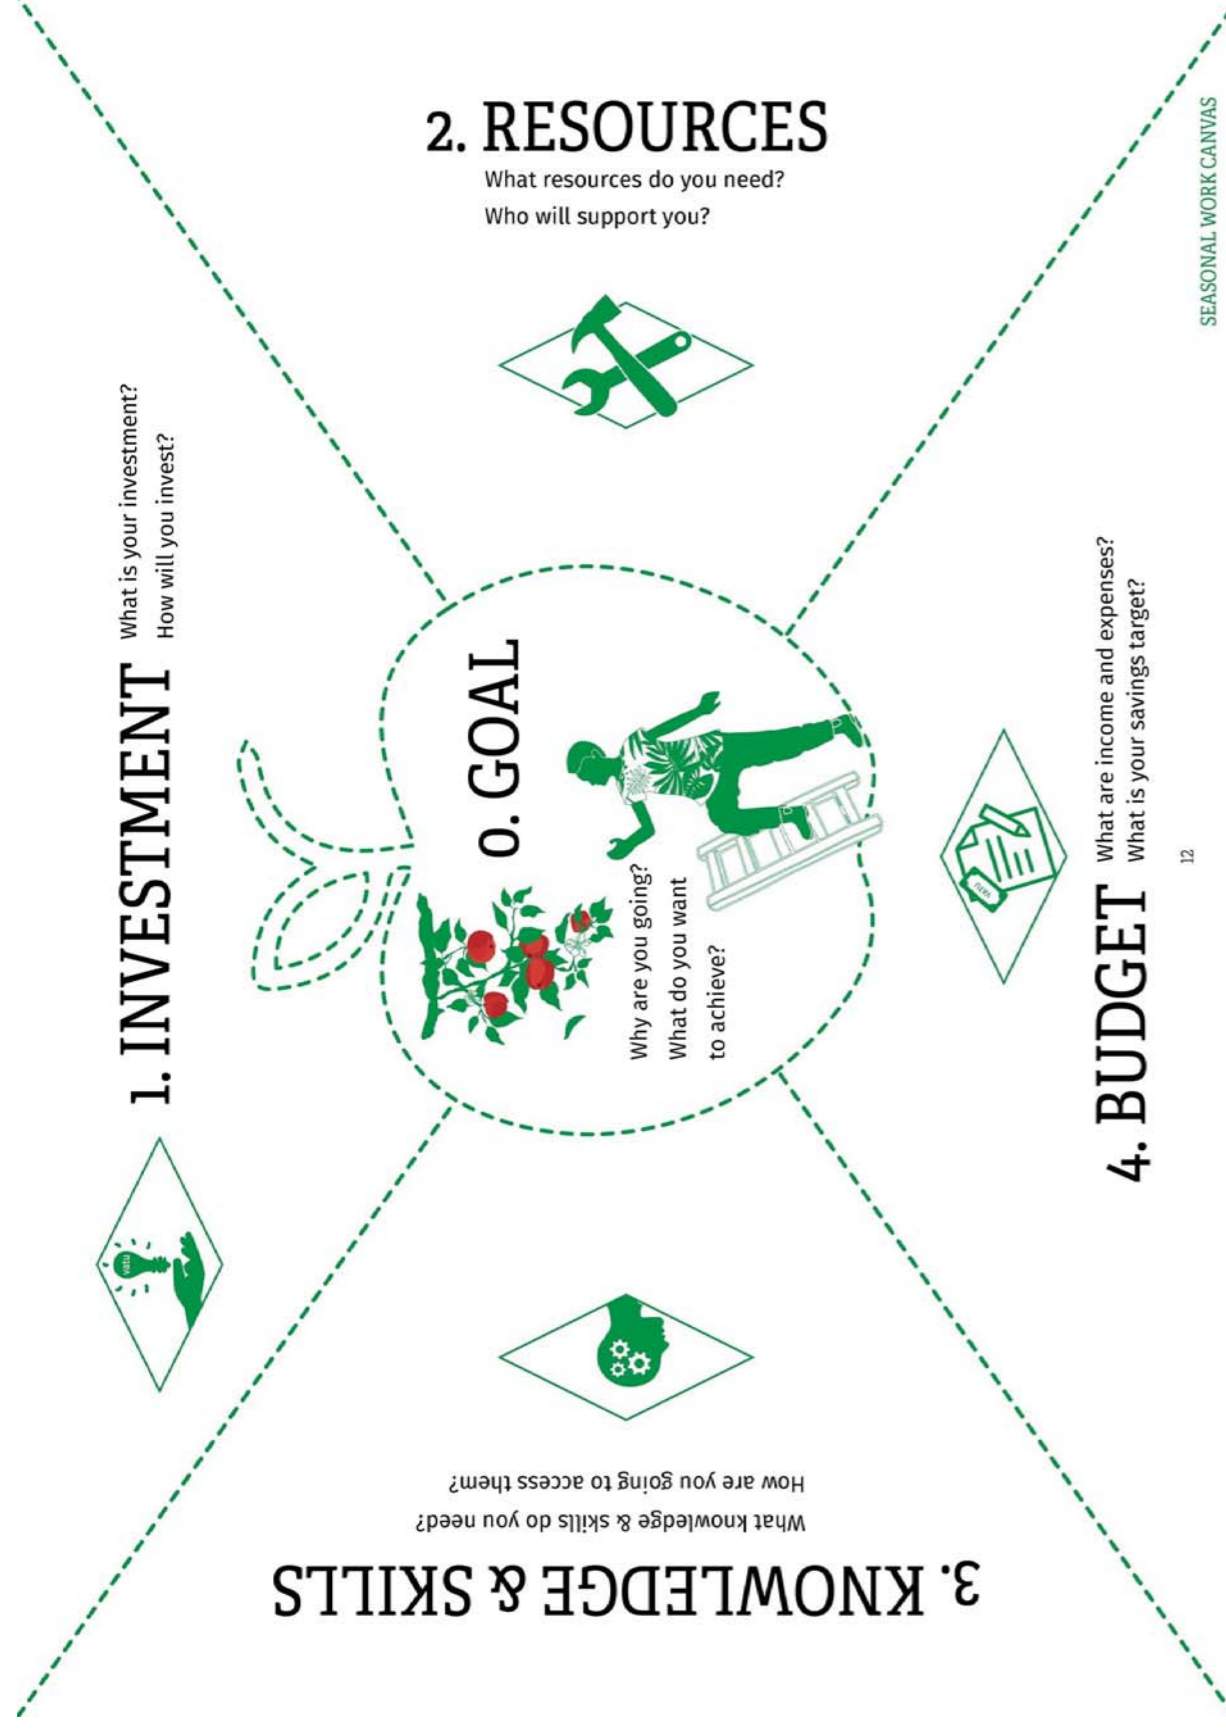 0. GOAL
Why are you going?
What do you want
to achieve?
1. INVESTMENT
What is your investment?
How will you invest?
vatu
2. RESOURCES
What resources do you need?
Who will support you?
3. KNOWLEDGE & SKILLS
What knowledge & skills do you need?
How are you going to access them?
4. BUDGET
What are income and expenses?
What is your savings target?
vatu
12
SEASONAL WORK CANVAS